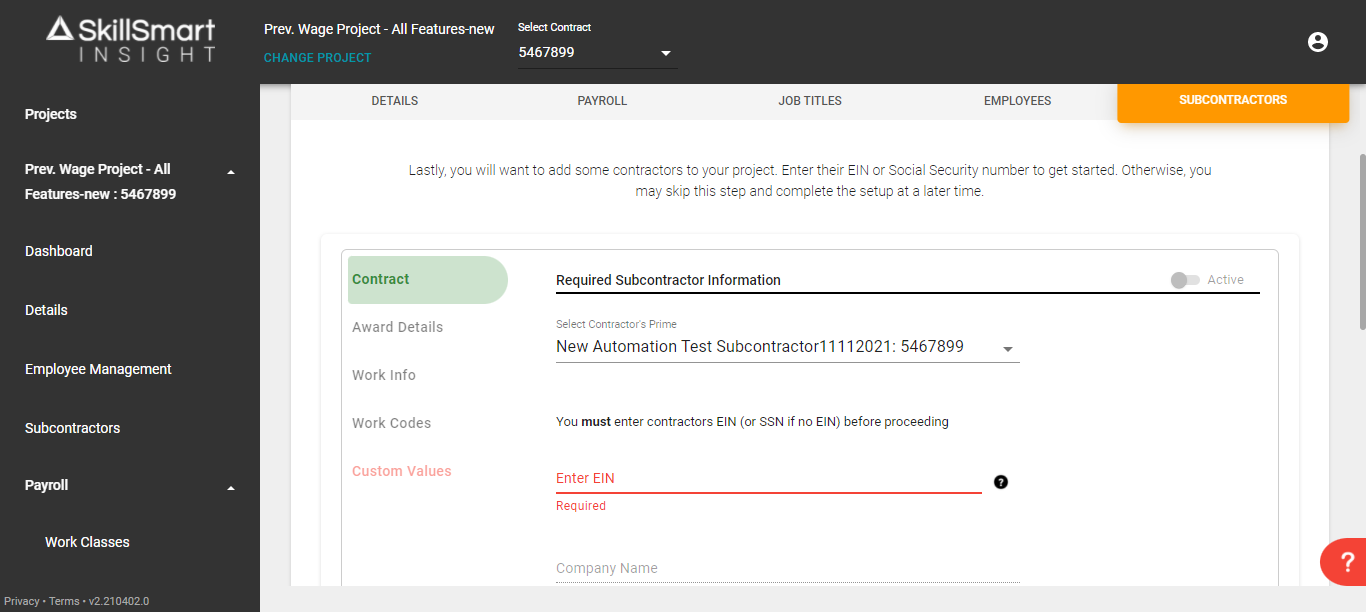 SkillSmart
INSIGHT
Prev. Wage Project - All Features-new
CHANGE PROJECT
Select Contract
5467899
Projects
Prev. Wage Project - All
Features-new : 5467899
Dashboard
Details
Employee Management
Subcontractors
Payroll
Work Classes
Privacy • Terms • v2.210402.0
DETAILS
PAYROLL
JOB TITLES
EMPLOYEES
SUBCONTRACTORS
Lastly, you will want to add some contractors to your project. Enter their EIN or Social Security number to get started. Otherwise, you
may skip this step and complete the setup at a later time.
Contract
Award Details
Work Info
Work Codes
Custom Values
Required Subcontractor Information
Active
Select Contractor's Prime
New Automation Test Subcontractor11112021: 5467899
You must enter contractors EIN (or SSN if no EIN) before proceeding
Enter EIN
?
Required
Company Name
?